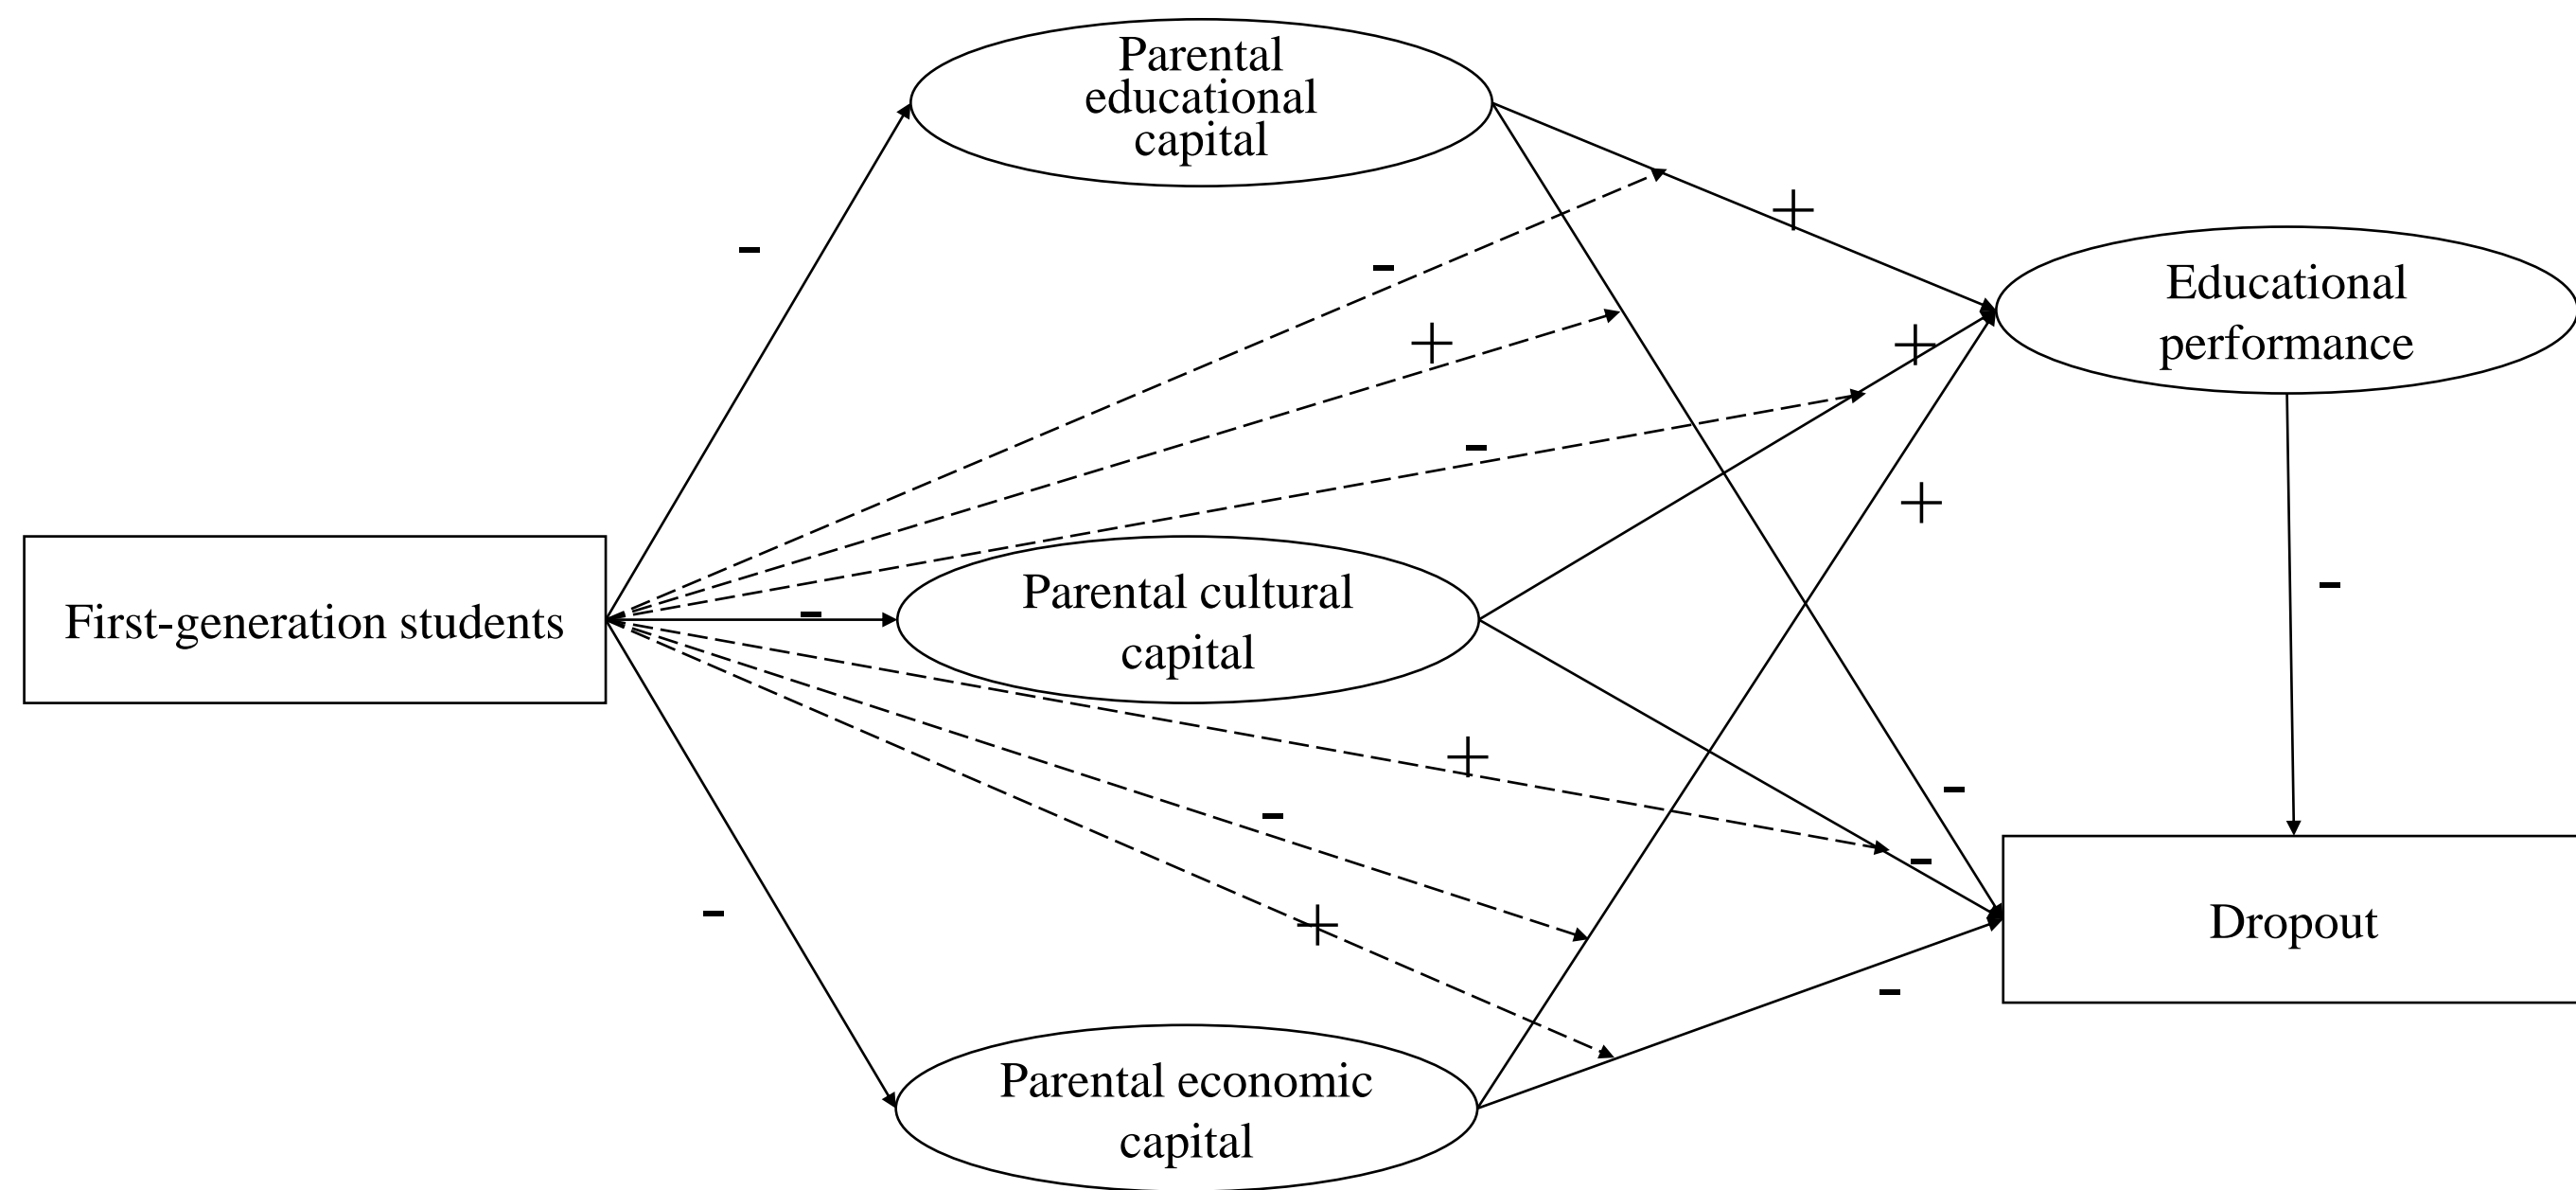 Parental
educational
capital
-
-
+
+
Educational
performance
+
-
+
First-generation students
-
Parental cultural
capital
-
+
-
-
-
-
+
Dropout
-
Parental economic
capital